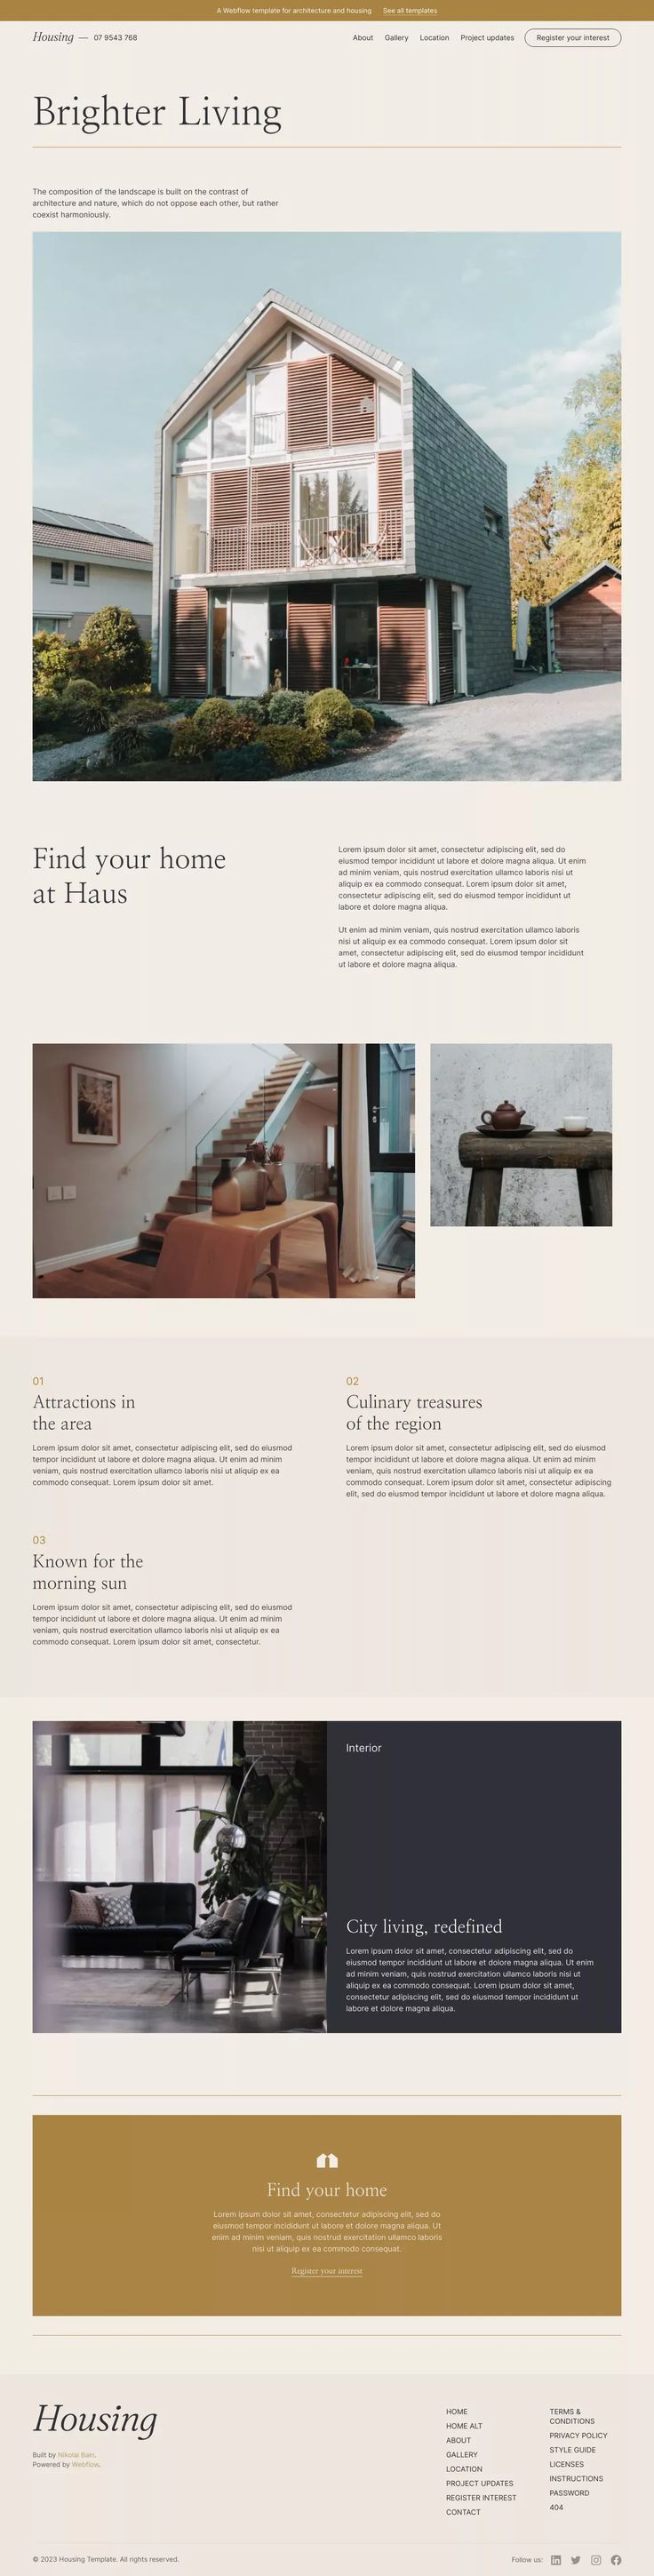 A Webflow template for architecture and housing See all templates
Housing — 07 9543 768 About Gallery Location Project updates Register your interest
Brighter Living
The composition of the landscape is built on the contrast of
architecture and nature, which do not oppose each other, but rather
coexist harmoniously.
Find your home
at Haus
Lorem ipsum dolor sit amet, consectetur adipiscing elit, sed do
eiusmod tempor incididunt ut labore et dolore magna aliqua. Ut enim
ad minim veniam, quis nostrud exercitation ullamco laboris nisi ut
aliquip ex ea commodo consequat. Lorem ipsum dolor sit amet,
consectetur adipiscing elit, sed do eiusmod tempor incididunt ut
labore et dolore magna aliqua.
Ut enim ad minim veniam, quis nostrud exercitation ullamco laboris
nisi ut aliquip ex ea commodo consequat. Lorem ipsum dolor sit
amet, consectetur adipiscing elit, sed do eiusmod tempor incididunt
ut labore et dolore magna aliqua.
01
Attractions in
the area
Lorem ipsum dolor sit amet, consectetur adipiscing elit, sed do eiusmod
tempor incididunt ut labore et dolore magna aliqua. Ut enim ad minim
veniam, quis nostrud exercitation ullamco laboris nisi ut aliquip ex ea
commodo consequat. Lorem ipsum dolor sit amet.
02
Culinary treasures
of the region
Lorem ipsum dolor sit amet, consectetur adipiscing elit, sed do eiusmod
tempor incididunt ut labore et dolore magna aliqua. Ut enim ad minim
veniam, quis nostrud exercitation ullamco laboris nisi ut aliquip ex ea
commodo consequat. Lorem ipsum dolor sit amet, consectetur adipiscing
elit, sed do eiusmod tempor incididunt ut labore et dolore magna aliqua.
03
Known for the
morning sun
Lorem ipsum dolor sit amet, consectetur adipiscing elit, sed do eiusmod
tempor incididunt ut labore et dolore magna aliqua. Ut enim ad minim
veniam, quis nostrud exercitation ullamco laboris nisi ut aliquip ex ea
commodo consequat. Lorem ipsum dolor sit amet, consectetur.
Interior
City living, redefined
Lorem ipsum dolor sit amet, consectetur adipiscing elit, sed do
eiusmod tempor incididunt ut labore et dolore magna aliqua. Ut enim
ad minim veniam, quis nostrud exercitation ullamco laboris nisi ut
aliquip ex ea commodo consequat. Lorem ipsum dolor sit amet,
consectetur adipiscing elit, sed do eiusmod tempor incididunt ut
labore et dolore magna aliqua.
Find your home
Lorem ipsum dolor sit amet, consectetur adipiscing elit, sed do
eiusmod tempor incididunt ut labore et dolore magna aliqua. Ut
enim ad minim veniam, quis nostrud exercitation ullamco laboris
nisi ut aliquip ex ea commodo consequat.
Register your interest
Housing
Built by Nikolai Bain.
Powered by Webflow.
HOME
HOME ALT
ABOUT
GALLERY
LOCATION
PROJECT UPDATES
REGISTER INTEREST
CONTACT
TERMS &
CONDITIONS
PRIVACY POLICY
STYLE GUIDE
LICENSES
INSTRUCTIONS
PASSWORD
404
© 2023 Housing Template. All rights reserved.
Follow us: